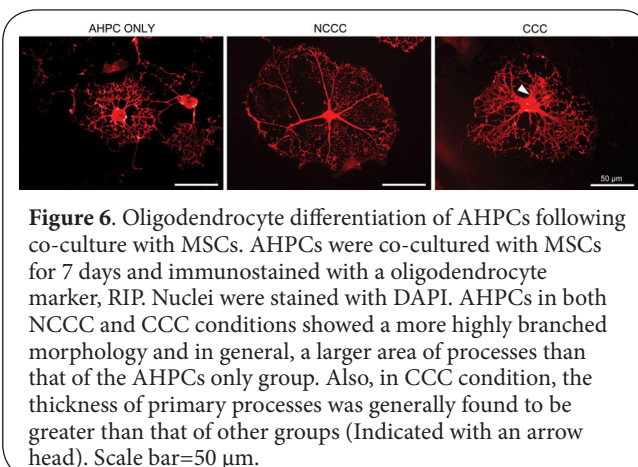 AHPC ONLY NCCC CCC
50 µm
Figure 6. Oligodendrocyte differentiation of AHPCs following
co-culture with MSCs. AHPCs were co-cultured with MSCs
for 7 days and immunostained with a oligodendrocyte
marker, RIP. Nuclei were stained with DAPI. AHPCs in both
NCCC and CCC conditions showed a more highly branched
morphology and in general, a larger area of processes than
that of the AHPCs only group. Also, in CCC condition, the
thickness of primary processes was generally found to be
greater than that of other groups (Indicated with an arrow
head). Scale bar=50 µm.